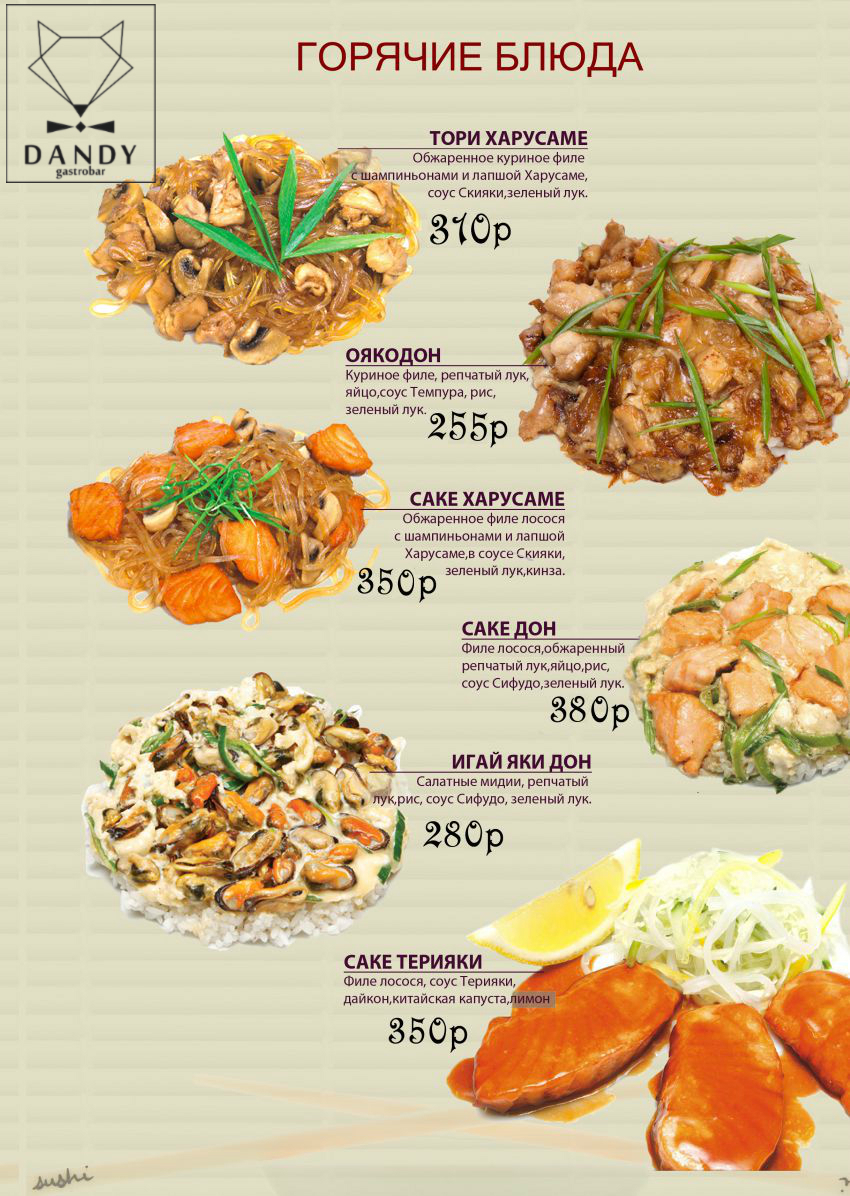 DANDY
gastrobar
ГОРЯЧИЕ БЛЮДА
ТОРИ ХАРУСАМЕ
Обжаренное куриное филе
с шампиньонами и лапшой Харусаме,
соус Скияки,зеленый лук.
310р
ОЯКОДОН
Куриное филе, репчатый лук,
яйцо,соус Темпура, рис,
зеленый лук.
255р
САКЕ ХАРУСАМЕ
Обжаренное филе лосося
с шампиньонами и лапшой
Харусаме,в соусе Скияки,
зеленый лук,кинза.
350р
САКЕ ДОН
Филе лосося,обжаренный
репчатый лук,яйцо,рис,
соус Сифудо,зеленый лук.
380р
ИГАЙ ЯКИ ДОН
Салатные мидии, репчатый
лук,рис, соус Сифудо, зеленый лук.
280р
САКЕ ТЕРИЯКИ
Филе лосося, соус Терияки,
дайкон,китайская капуста,лимон
350р
sushi